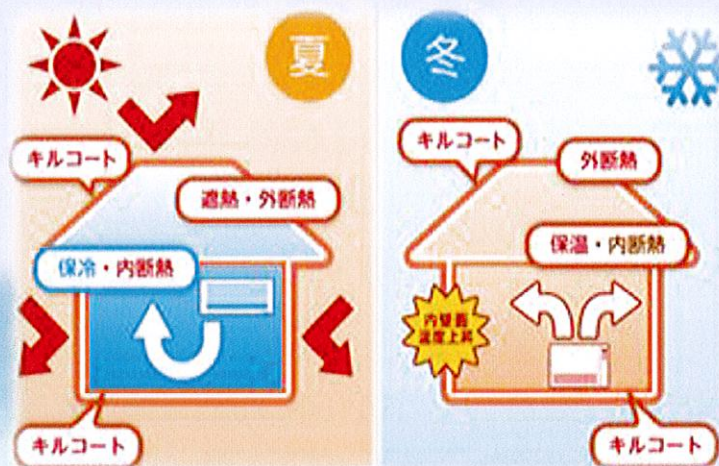 夏
キルコート
遮熱・外断熱
保冷・内断熱
キルコート
冬
キルコート
外断熱
保温・内断熱
内壁面
温度上昇
キルコート